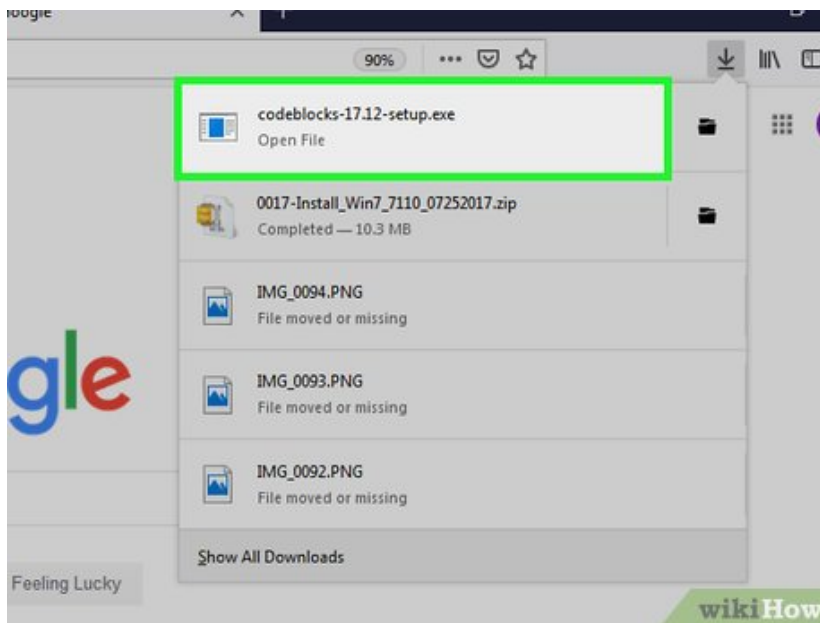 90%
codeblocks-17.12-setup.exe
Open File
0017-Install_Win7_7110_07252017.zip
Completed — 10.3 MB
IMG_0094.PNG
File moved or missing
gle
IMG_0093.PNG
File moved or missing
IMG_0092.PNG
File moved or missing
Show All Downloads
Feeling Lucky
wikiHow